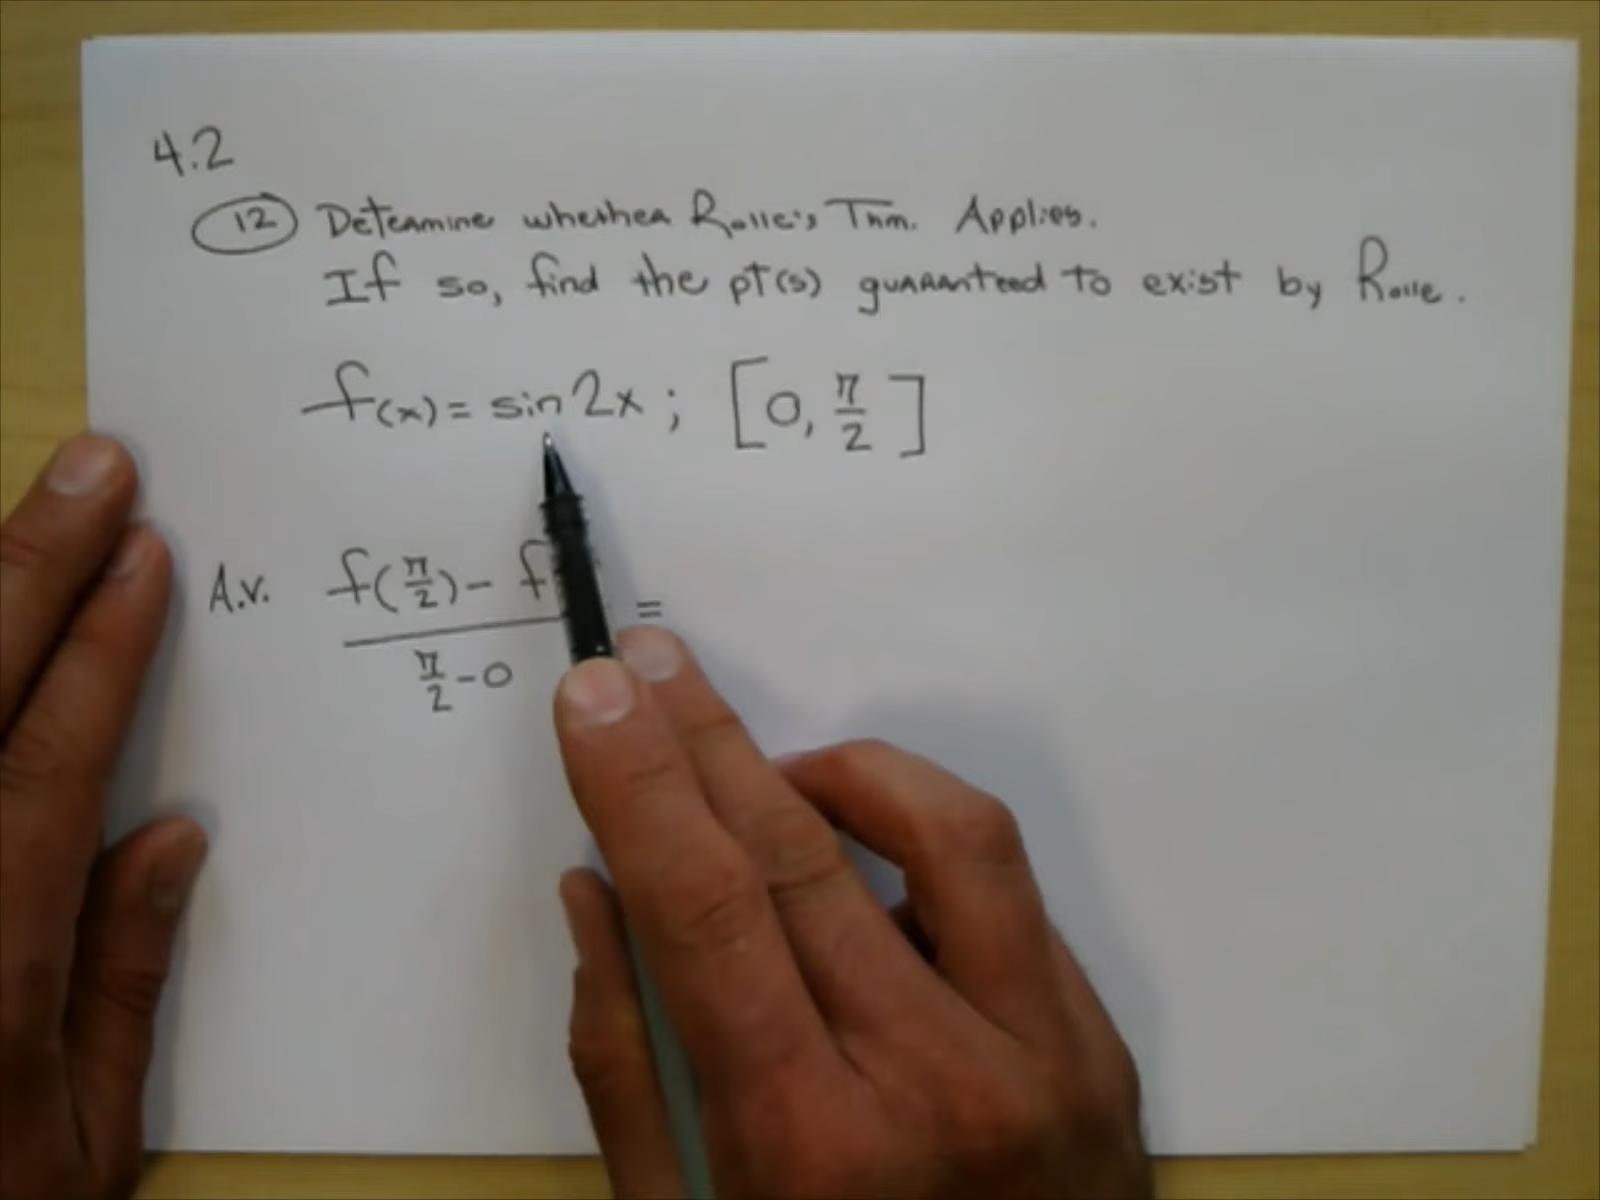 4.2
12 Determine whether Rolle's Thm. Applies.
If so, find the pt(s) guaranteed to exist by Rolle.
f(x) = sin 2x ; [0, π/2]
A.V. f(π/2) - f =
π/2 - 0